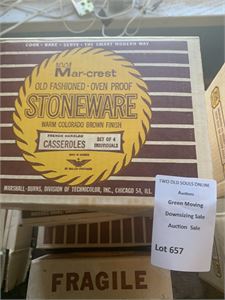 COOK - BAKE - SERVE - THE SMART MODERN WAY
Mar-crest
OLD FASHIONED - OVEN PROOF
STONEWARE
WARM COLORADO BROWN FINISH
FRENCH HANDLED
CASSEROLES
SET OF 4
INDIVIDUALS
MARSHALL-BURNS, DIVISION OF TECHNICOLOR, INC., CHICAGO 51, ILL.
TWO OLD SOULS ONLINE
Auctions
Green Moving
Downsizing Sale
Auction Sale
Lot 657
FRAGILE